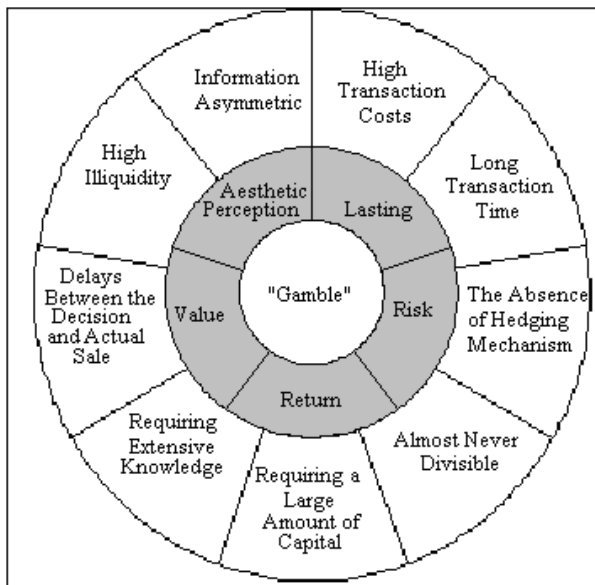 Information
Asymmetric
High
Transaction
Costs
Long
Transaction
Time
The Absence
of Hedging
Mechanism
Almost Never
Divisible
Requiring a
Large
Amount of
Capital
Requiring
Extensive
Knowledge
Delays
Between the
Decision
and Actual
Sale
High
Illiquidity
Aesthetic
Perception
Lasting
Risk
Return
Value
"Gamble"